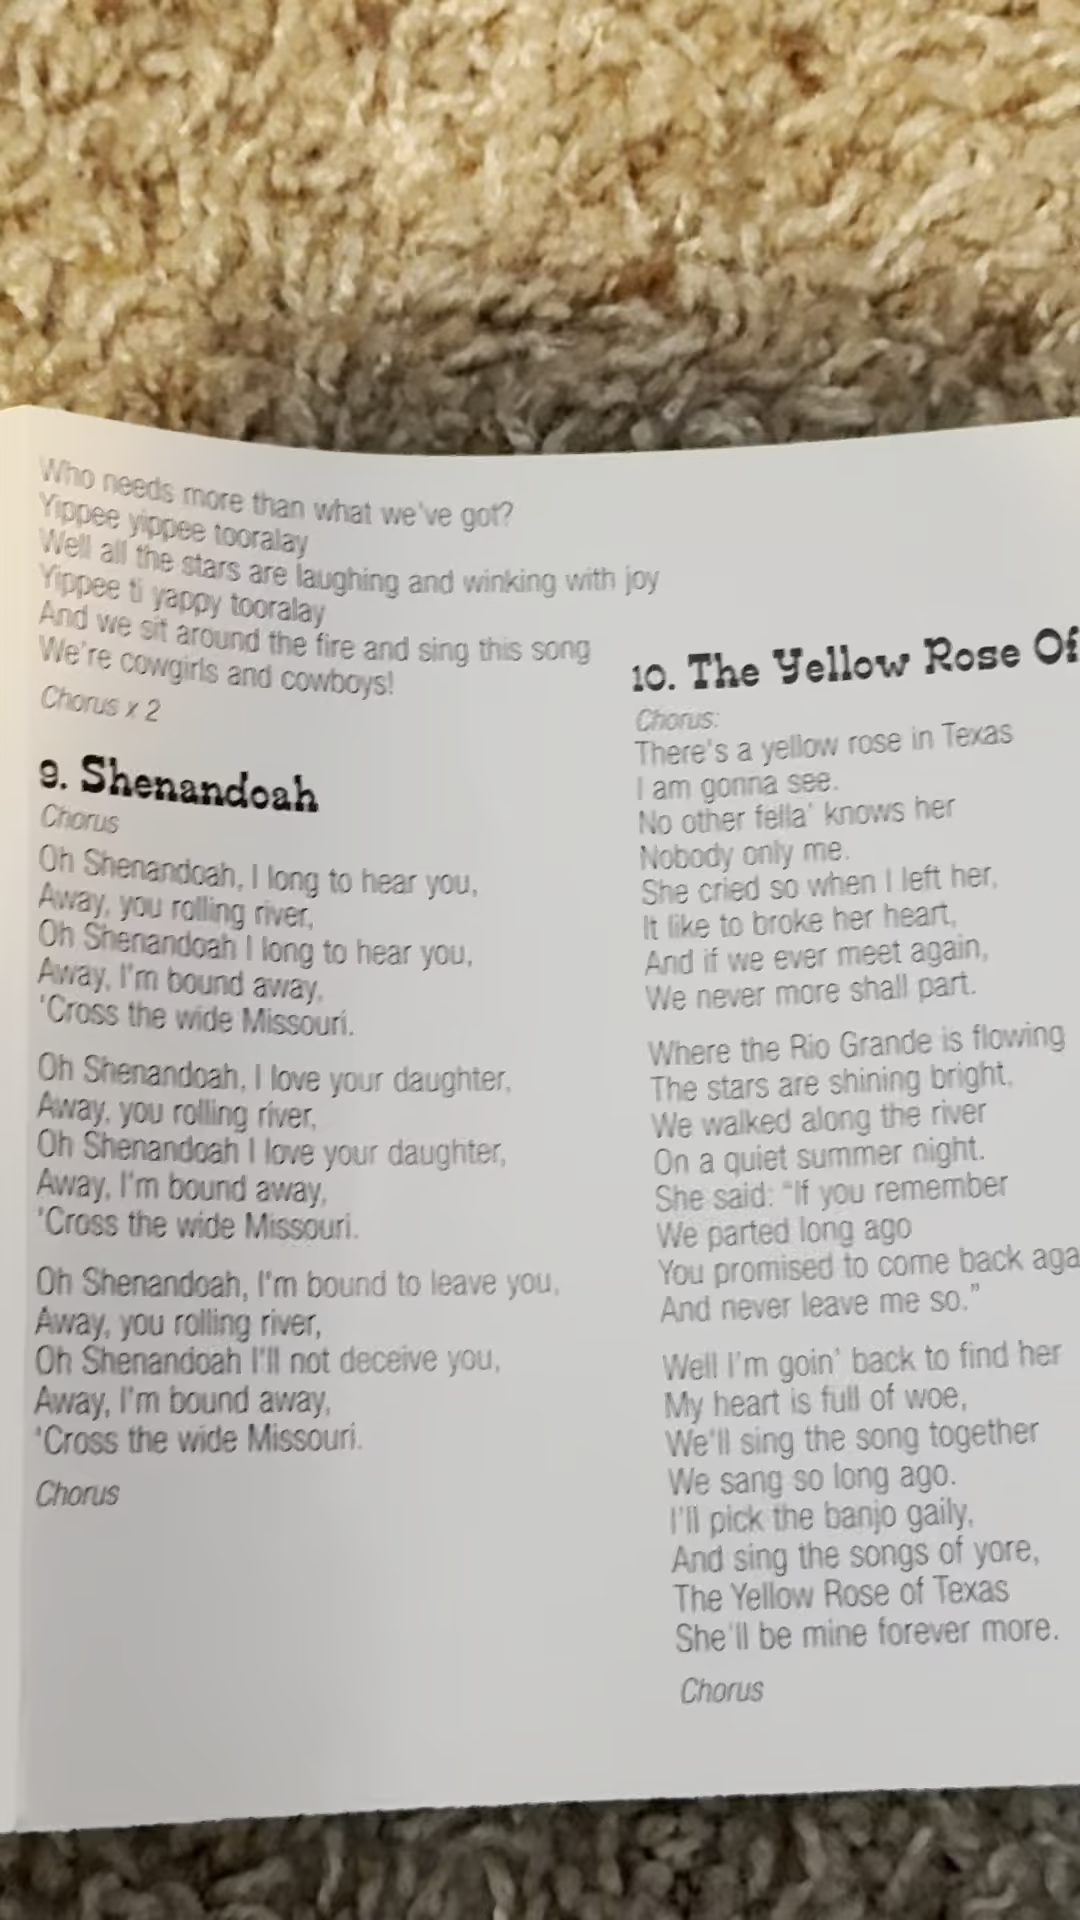 Who needs more than what we've got?
Yippee yippee tooralay
Well all the stars are laughing and winking with joy
Yippee ti yappy tooralay
And we sit around the fire and sing this song
We're cowgirls and cowboys!
Chorus x 2
9. Shenandoah
Chorus
Oh Shenandoah, I long to hear you,
Away, you rolling river,
Oh Shenandoah I long to hear you,
Away, I'm bound away,
'Cross the wide Missouri.
Oh Shenandoah, I love your daughter,
Away, you rolling river,
Oh Shenandoah I love your daughter,
Away, I'm bound away,
'Cross the wide Missouri.
Oh Shenandoah, I'm bound to leave you,
Away, you rolling river,
Oh Shenandoah I'll not deceive you,
Away, I'm bound away,
'Cross the wide Missouri.
Chorus
10. The Yellow Rose Of
Chorus:
There's a yellow rose in Texas
I am gonna see.
No other fella' knows her
Nobody only me.
She cried so when I left her,
It like to broke her heart,
And if we ever meet again,
We never more shall part.
Where the Rio Grande is flowing
The stars are shining bright,
We walked along the river
On a quiet summer night.
She said: "If you remember
We parted long ago
You promised to come back aga
And never leave me so."
Well I'm goin' back to find her
My heart is full of woe,
We'll sing the song together
We sang so long ago.
I'll pick the banjo gaily,
And sing the songs of yore,
The Yellow Rose of Texas
She'll be mine forever more.
Chorus